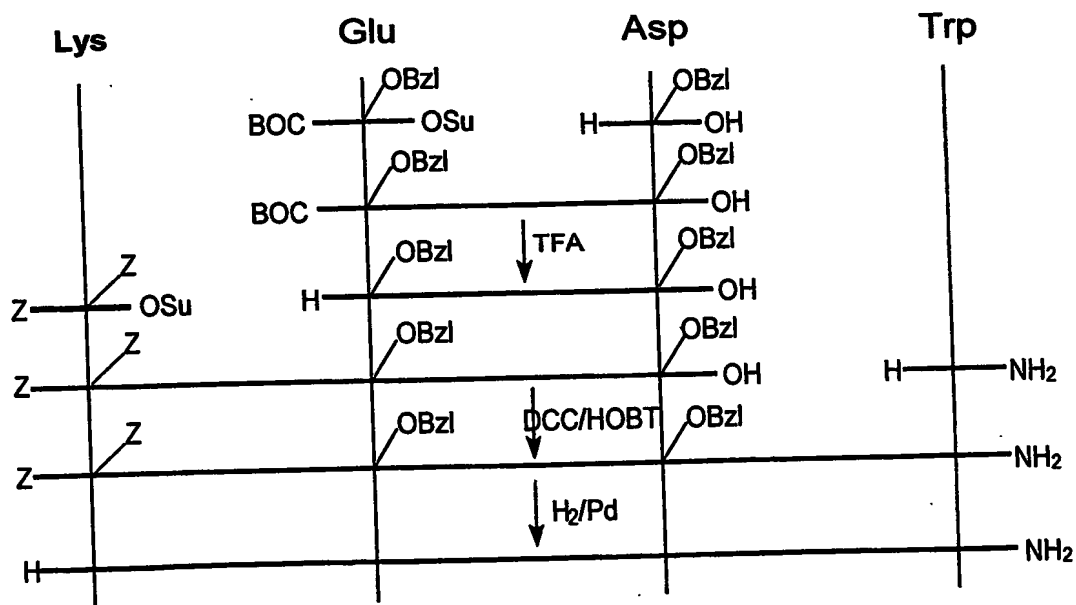 Lys Glu Asp Trp
OBzl OBzl
BOC OSu H OH
OBzl OBzl
BOC OH
TFA
Z OBzl OBzl
Z OSu H OH
Z OBzl OBzl
Z OH H NH₂
DCC/HOBT
Z OBzl OBzl
Z NH₂
H₂/Pd
H NH₂